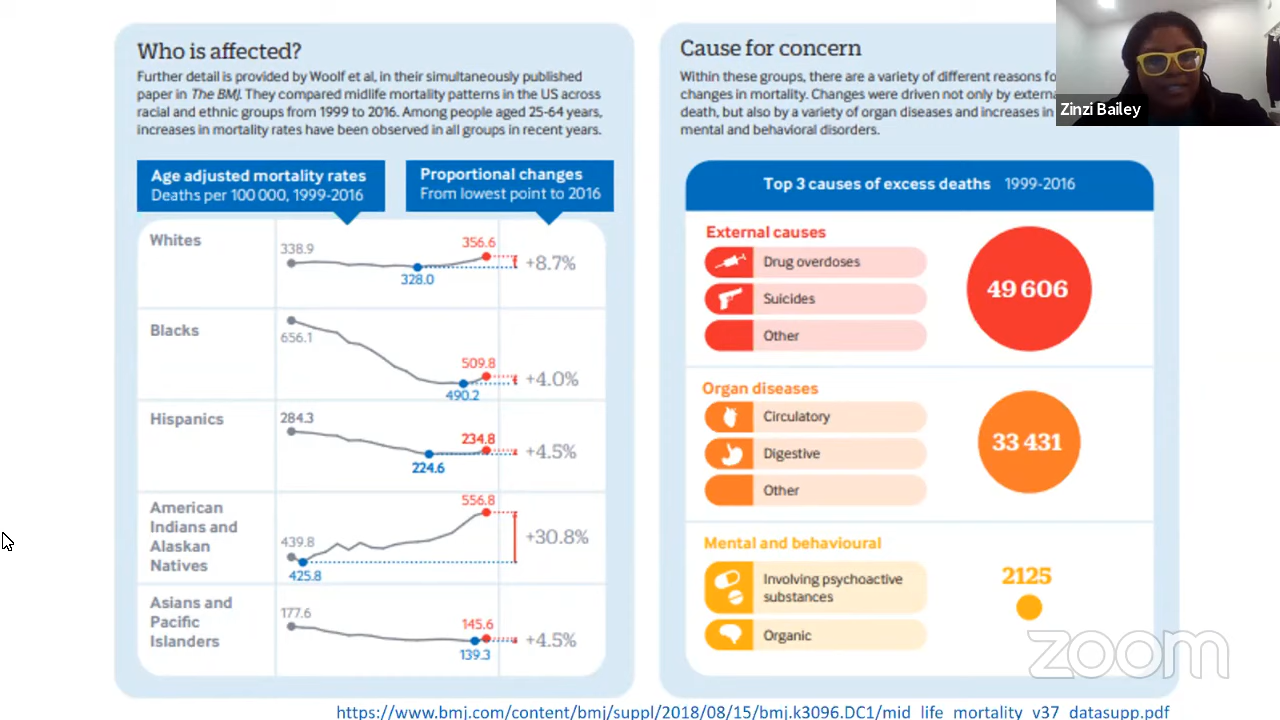 Who is affected?
Further detail is provided by Woolf et al, in their simultaneously published
paper in The BMJ. They compared midlife mortality patterns in the US across
racial and ethnic groups from 1999 to 2016. Among people aged 25-64 years,
increases in mortality rates have been observed in all groups in recent years.
Age adjusted mortality rates
Deaths per 100 000, 1999-2016
Proportional changes
From lowest point to 2016
Whites
338.9
328.0
356.6
+8.7%
Blacks
656.1
490.2
509.8
+4.0%
Hispanics
284.3
224.6
234.8
+4.5%
American
Indians and
Alaskan
Natives
439.8
425.8
556.8
+30.8%
Asians and
Pacific
Islanders
177.6
139.3
145.6
+4.5%
Cause for concern
Within these groups, there are a variety of different reasons
changes in mortality. Changes were driven not only by
death, but also by a variety of organ diseases and increases in
mental and behavioral disorders.
Zinzi Bailey
Top 3 causes of excess deaths 1999-2016
External causes
Drug overdoses
Suicides
Other
49 606
Organ diseases
Circulatory
Digestive
Other
33 431
Mental and behavioural
Involving psychoactive
substances
Organic
2125
zoom
https://www.bmj.com/content/bmj/suppl/2018/08/15/bmj.k3096.DC1/mid_life_mortality_v37_datasupp.pdf